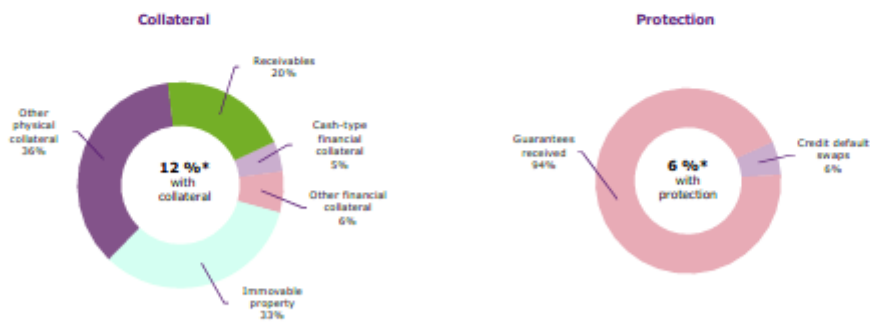 Collateral
Receivables
20%
Other
physical
collateral
36%
Cash-type
financial
collateral
5%
12 %*
with
collateral
Other financial
collateral
6%
Immovable
property
33%
Protection
Guarantees
received
94%
Credit default
swaps
6%
6 %*
with
protection